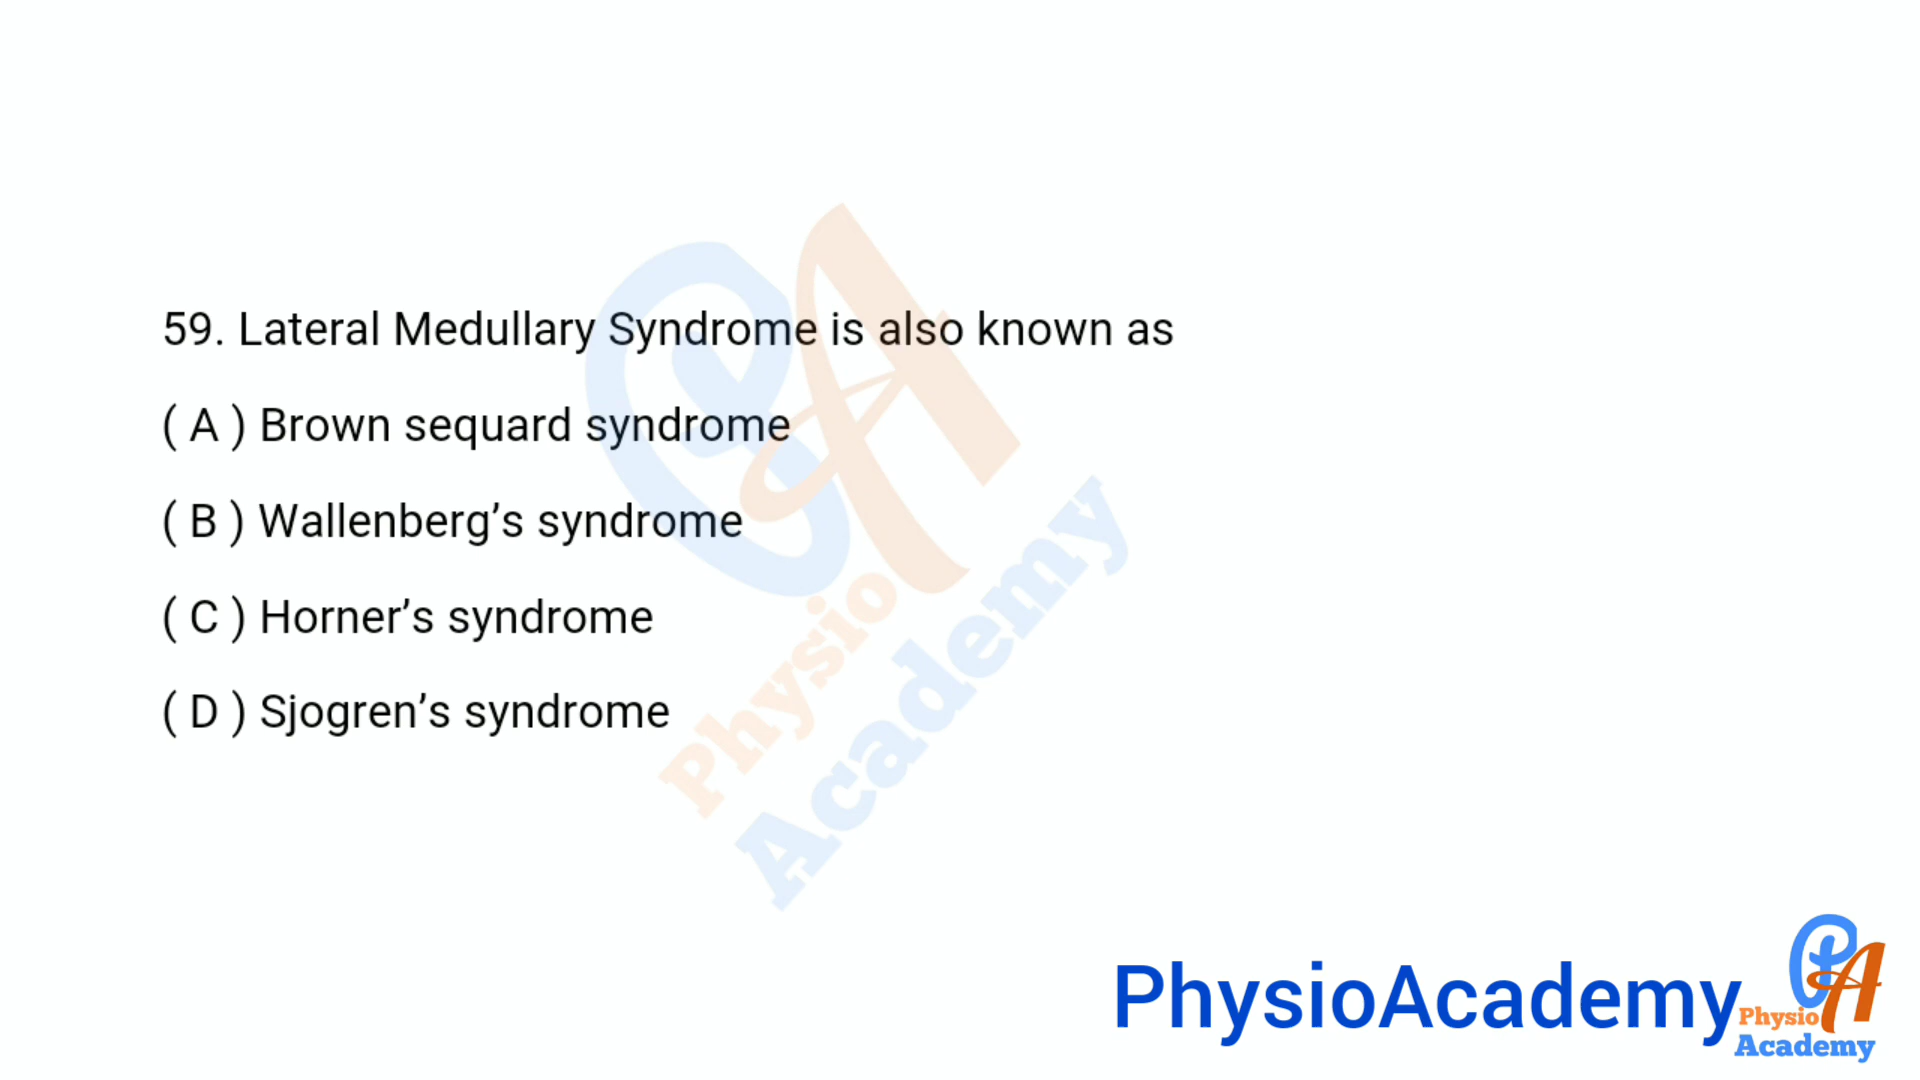 59. Lateral Medullary Syndrome is also known as
( A ) Brown sequard syndrome
( B ) Wallenberg’s syndrome
( C ) Horner’s syndrome
( D ) Sjogren’s syndrome
Physio
Academy
PhysioAcademy
Physio
Academy